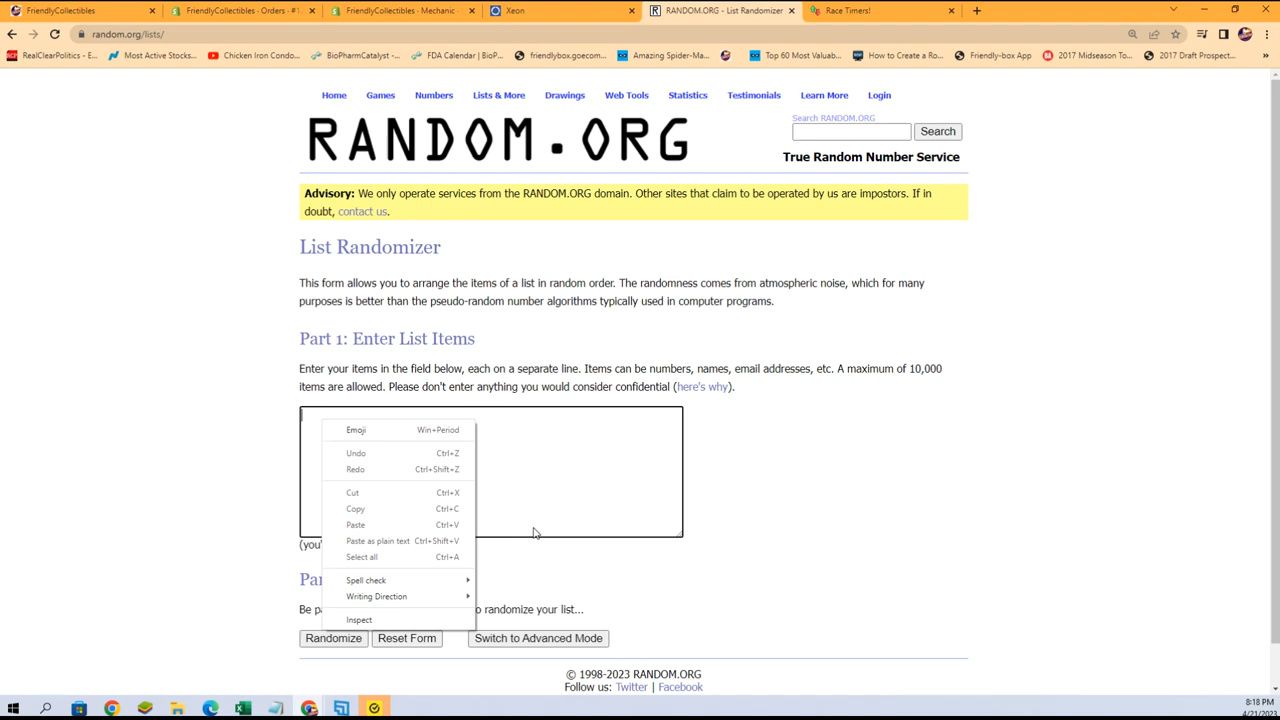 FriendlyCollectibles
FriendlyCollectibles · Orders · #1
FriendlyCollectibles · Mechanic ·
Xeon
RANDOM.ORG - List Randomizer
Race Timers!
random.org/lists/
RealClearPolitics - E...
Most Active Stocks...
Chicken Iron Condo...
BioPharmCatalyst -...
FDA Calendar | BioP...
friendlybox.goecom...
Amazing Spider-Ma...
Top 60 Most Valuab...
How to Create a Ro...
Friendly-box App
2017 Midseason To...
2017 Draft Prospect...
Home
Games
Numbers
Lists & More
Drawings
Web Tools
Statistics
Testimonials
Learn More
Login
RANDOM.ORG
Search RANDOM.ORG
Search
True Random Number Service
Advisory: We only operate services from the RANDOM.ORG domain. Other sites that claim to be operated by us are impostors. If in
doubt, contact us.
List Randomizer
This form allows you to arrange the items of a list in random order. The randomness comes from atmospheric noise, which for many
purposes is better than the pseudo-random number algorithms typically used in computer programs.
Part 1: Enter List Items
Enter your items in the field below, each on a separate line. Items can be numbers, names, email addresses, etc. A maximum of 10,000
items are allowed. Please don't enter anything you would consider confidential (here's why).
Emoji Win+Period
Undo Ctrl+Z
Redo Ctrl+Shift+Z
Cut Ctrl+X
Copy Ctrl+C
Paste Ctrl+V
Paste as plain text Ctrl+Shift+V
Select all Ctrl+A
Spell check
Writing Direction
Inspect
(you'
Par
Be p
o randomize your list...
Randomize
Reset Form
Switch to Advanced Mode
© 1998-2023 RANDOM.ORG
Follow us: Twitter | Facebook
8:18 PM
4/21/2023